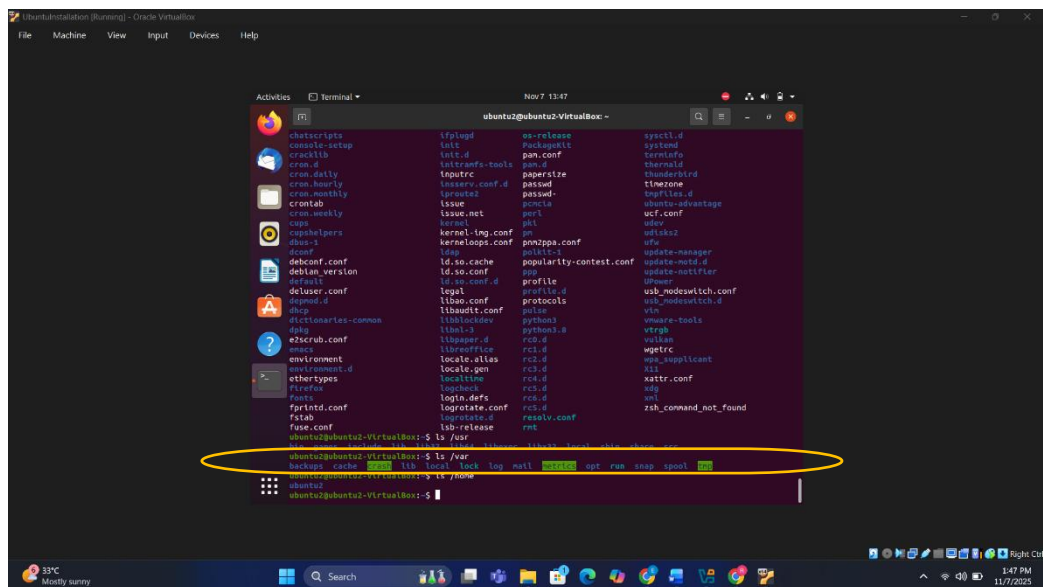 UbuntuInstallation [Running] - Oracle VirtualBox
File Machine View Input Devices Help
Activities Terminal Nov 7 13:47
ubuntu2@ubuntu2-VirtualBox: ~
chatscripts ifplugd os-release sysctl.d
console-setup init PackageKit systemd
cracklib init.d pam.conf terminfo
cron.d initramfs-tools pam.d thermald
cron.daily inputrc papersize thunderbird
cron.hourly insserv.conf.d passwd timezone
cron.monthly iproute2 passwd- tmpfiles.d
crontab issue pcmcia ubuntu-advantage
cron.weekly issue.net perl ucf.conf
cups kernel pki udev
cupshelpers kernel-img.conf pm udisks2
dbus-1 kerneloops.conf pnm2ppa.conf ufw
dconf ldap polkit-1 update-manager
debconf.conf ld.so.cache popularity-contest.conf update-motd.d
debian_version ld.so.conf ppp update-notifier
default ld.so.conf.d profile UPower
deluser.conf legal profile.d usb_modeswitch.conf
depmod.d libao.conf protocols usb_modeswitch.d
dhcp libaudit.conf pulse vim
dictionaries-common libblockdev python3 vmware-tools
dpkg libnl-3 python3.8 vtrgb
e2scrub.conf libpaper.d rc0.d vulkan
emacs libreoffice rc1.d wgetrc
environment locale.alias rc2.d wpa_supplicant
environment.d locale.gen rc3.d X11
ethertypes localtime rc4.d xattr.conf
firefox logcheck rc5.d xdg
fonts login.defs rc6.d xml
fprintd.conf logrotate.conf rcS.d zsh_command_not_found
fstab logrotate.d resolv.conf
fuse.conf lsb-release rmt
ubuntu2@ubuntu2-VirtualBox:~$ ls /usr
bin games include lib lib32 lib64 libexec libx32 local sbin share src
ubuntu2@ubuntu2-VirtualBox:~$ ls /var
backups cache crash lib local lock log mail metrics opt run snap spool tmp
ubuntu2@ubuntu2-VirtualBox:~$ ls /home
ubuntu2
ubuntu2@ubuntu2-VirtualBox:~$
Right Ctrl
33°C
Mostly sunny
Search
1:47 PM
11/7/2025